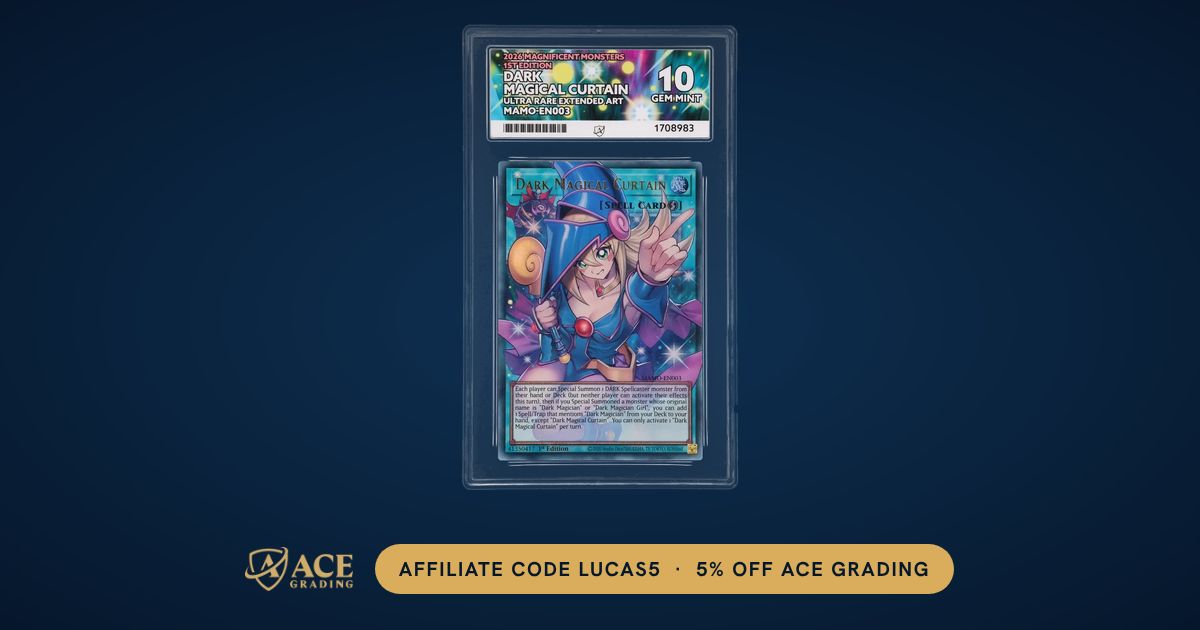 2026 MAGNIFICENT MONSTERS
1ST EDITION
DARK
MAGICAL CURTAIN
ULTRA RARE EXTENDED ART
MAMO-EN003
10
GEM MINT
1708983
DARK MAGICAL CURTAIN
[SPELL CARD]
MAMO-EN003
Each player can Special Summon 1 DARK Spellcaster monster from
their hand or Deck (but neither player can activate their effects
this turn), then if you Special Summoned a monster whose original
name is "Dark Magician" or "Dark Magician Girl", you can add
1 Spell/Trap that mentions "Dark Magician" from your Deck to your
hand, except "Dark Magical Curtain". You can only activate 1 "Dark
Magical Curtain" per turn.
1st Edition
ACE
GRADING
AFFILIATE CODE LUCAS5 · 5% OFF ACE GRADING